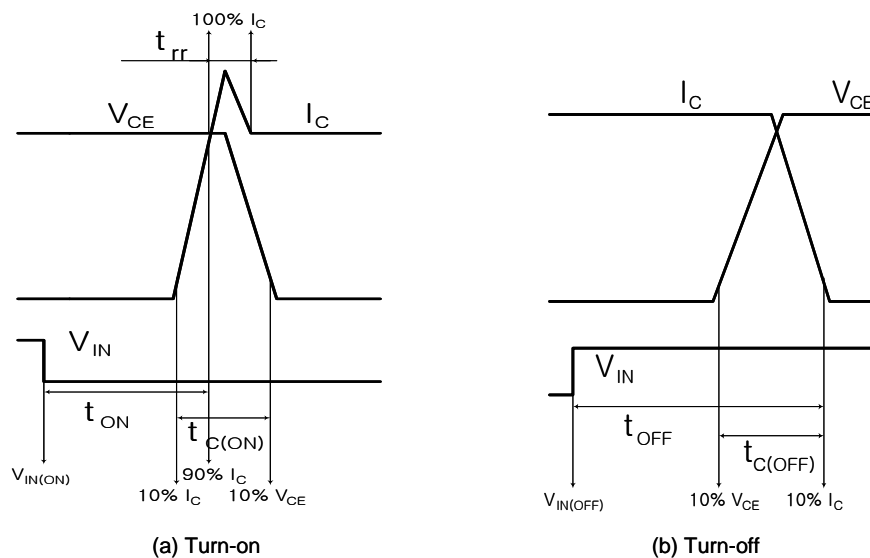 100% I_C
t_rr
V_CE
I_C
V_IN
t_ON
t_C(ON)
V_IN(ON)
90% I_C
10% I_C
10% V_CE
(a) Turn-on
I_C
V_CE
V_IN
t_OFF
t_C(OFF)
V_IN(OFF)
10% V_CE
10% I_C
(b) Turn-off